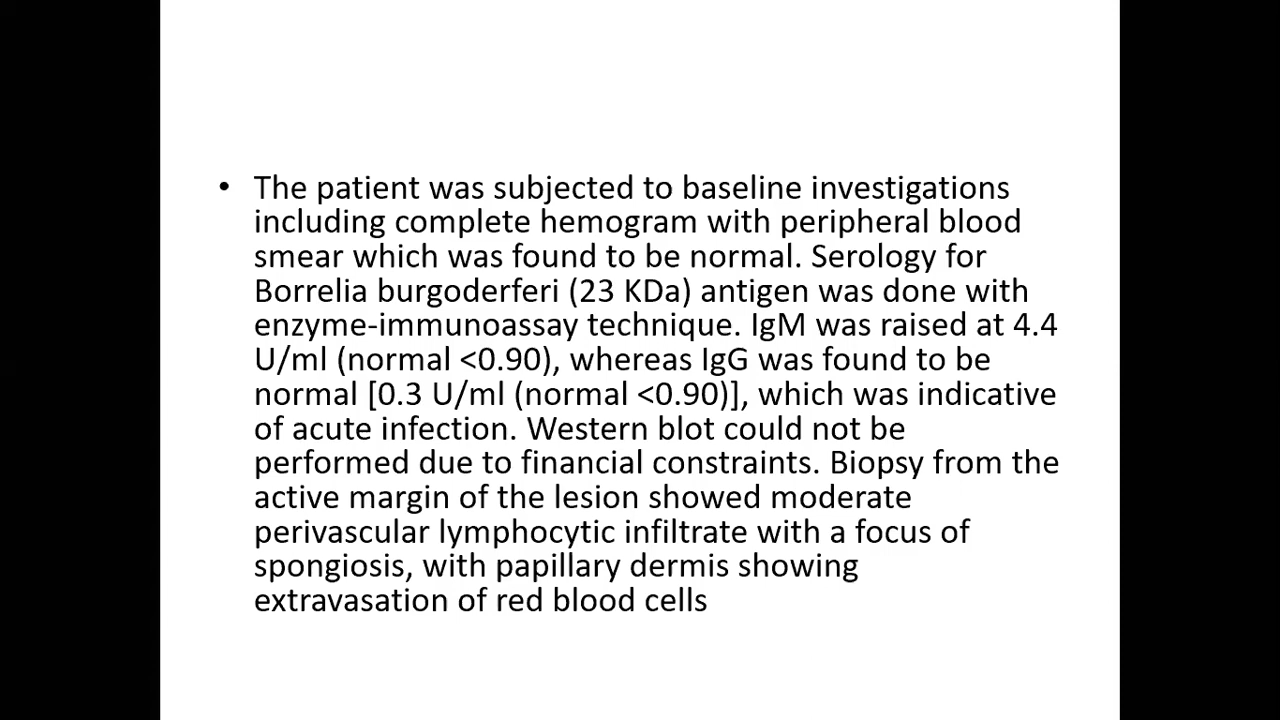 • The patient was subjected to baseline investigations
including complete hemogram with peripheral blood
smear which was found to be normal. Serology for
Borrelia burgoderferi (23 KDa) antigen was done with
enzyme-immunoassay technique. IgM was raised at 4.4
U/ml (normal <0.90), whereas IgG was found to be
normal [0.3 U/ml (normal <0.90)], which was indicative
of acute infection. Western blot could not be
performed due to financial constraints. Biopsy from the
active margin of the lesion showed moderate
perivascular lymphocytic infiltrate with a focus of
spongiosis, with papillary dermis showing
extravasation of red blood cells